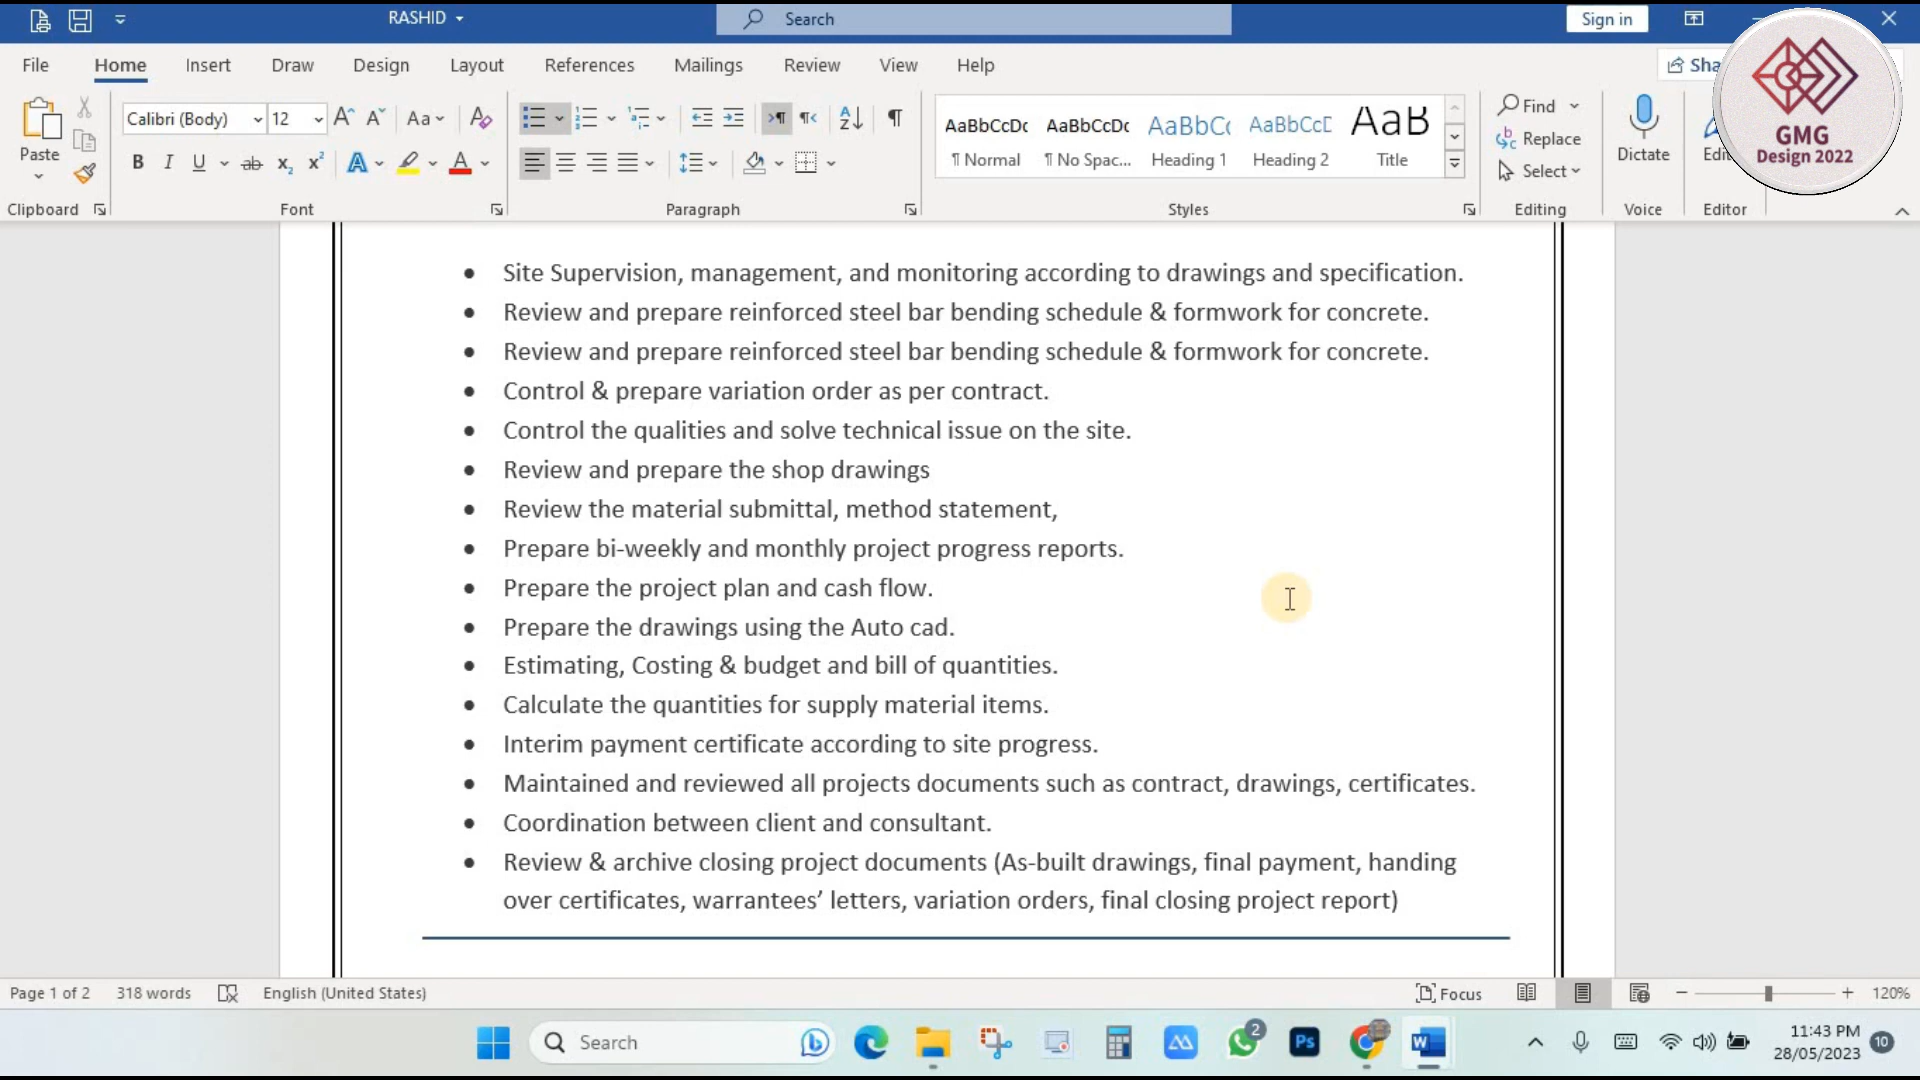 RASHID
Search
Sign in
File Home Insert Draw Design Layout References Mailings Review View Help
Sha
Paste
Calibri (Body) 12 Aa
AaBbCcDc AaBbCcDc AaBbC AaBbCcC AaB
¶ Normal ¶ No Spac... Heading 1 Heading 2 Title
Find
Replace
Select
Dictate
Edi
GMG
Design 2022
Clipboard Font Paragraph Styles Editing Voice Editor
• Site Supervision, management, and monitoring according to drawings and specification.
• Review and prepare reinforced steel bar bending schedule & formwork for concrete.
• Review and prepare reinforced steel bar bending schedule & formwork for concrete.
• Control & prepare variation order as per contract.
• Control the qualities and solve technical issue on the site.
• Review and prepare the shop drawings
• Review the material submittal, method statement,
• Prepare bi-weekly and monthly project progress reports.
• Prepare the project plan and cash flow.
• Prepare the drawings using the Auto cad.
• Estimating, Costing & budget and bill of quantities.
• Calculate the quantities for supply material items.
• Interim payment certificate according to site progress.
• Maintained and reviewed all projects documents such as contract, drawings, certificates.
• Coordination between client and consultant.
• Review & archive closing project documents (As-built drawings, final payment, handing
over certificates, warrantees’ letters, variation orders, final closing project report)
Page 1 of 2 318 words English (United States) Focus 120%
Search
2
Ps
W
11:43 PM
28/05/2023
10